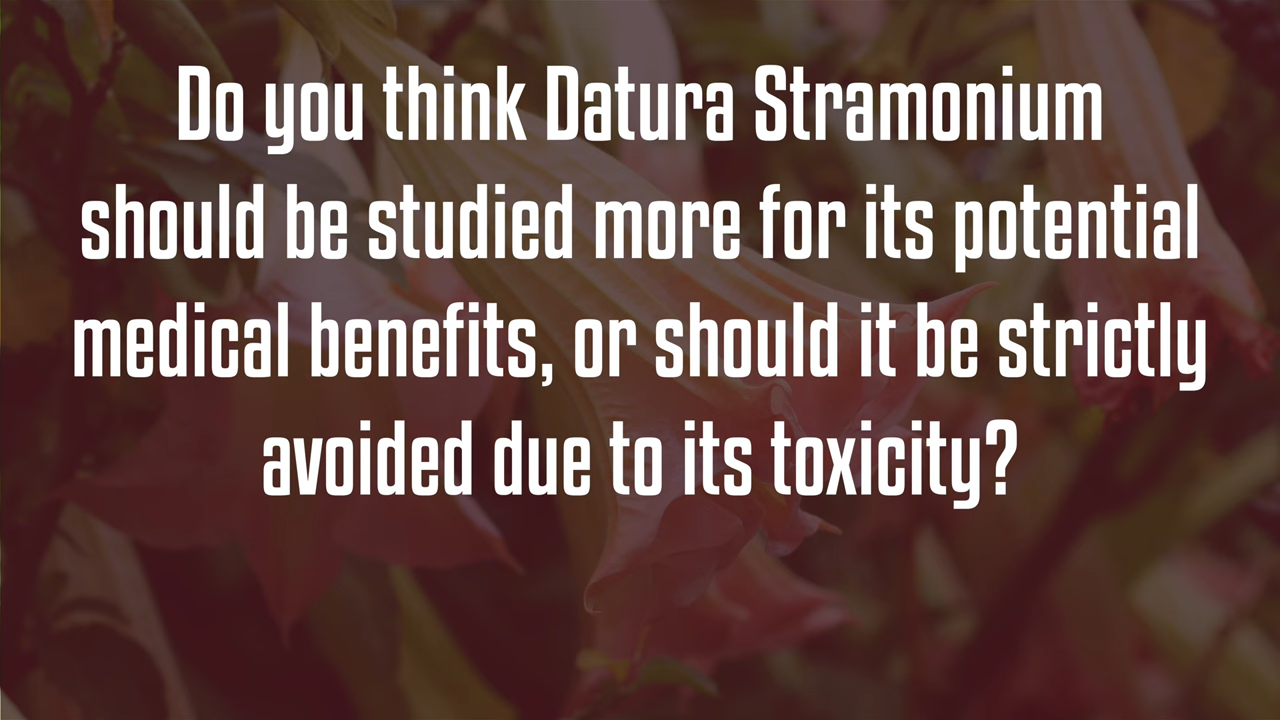 Do you think Datura Stramonium
should be studied more for its potential
medical benefits, or should it be strictly
avoided due to its toxicity?